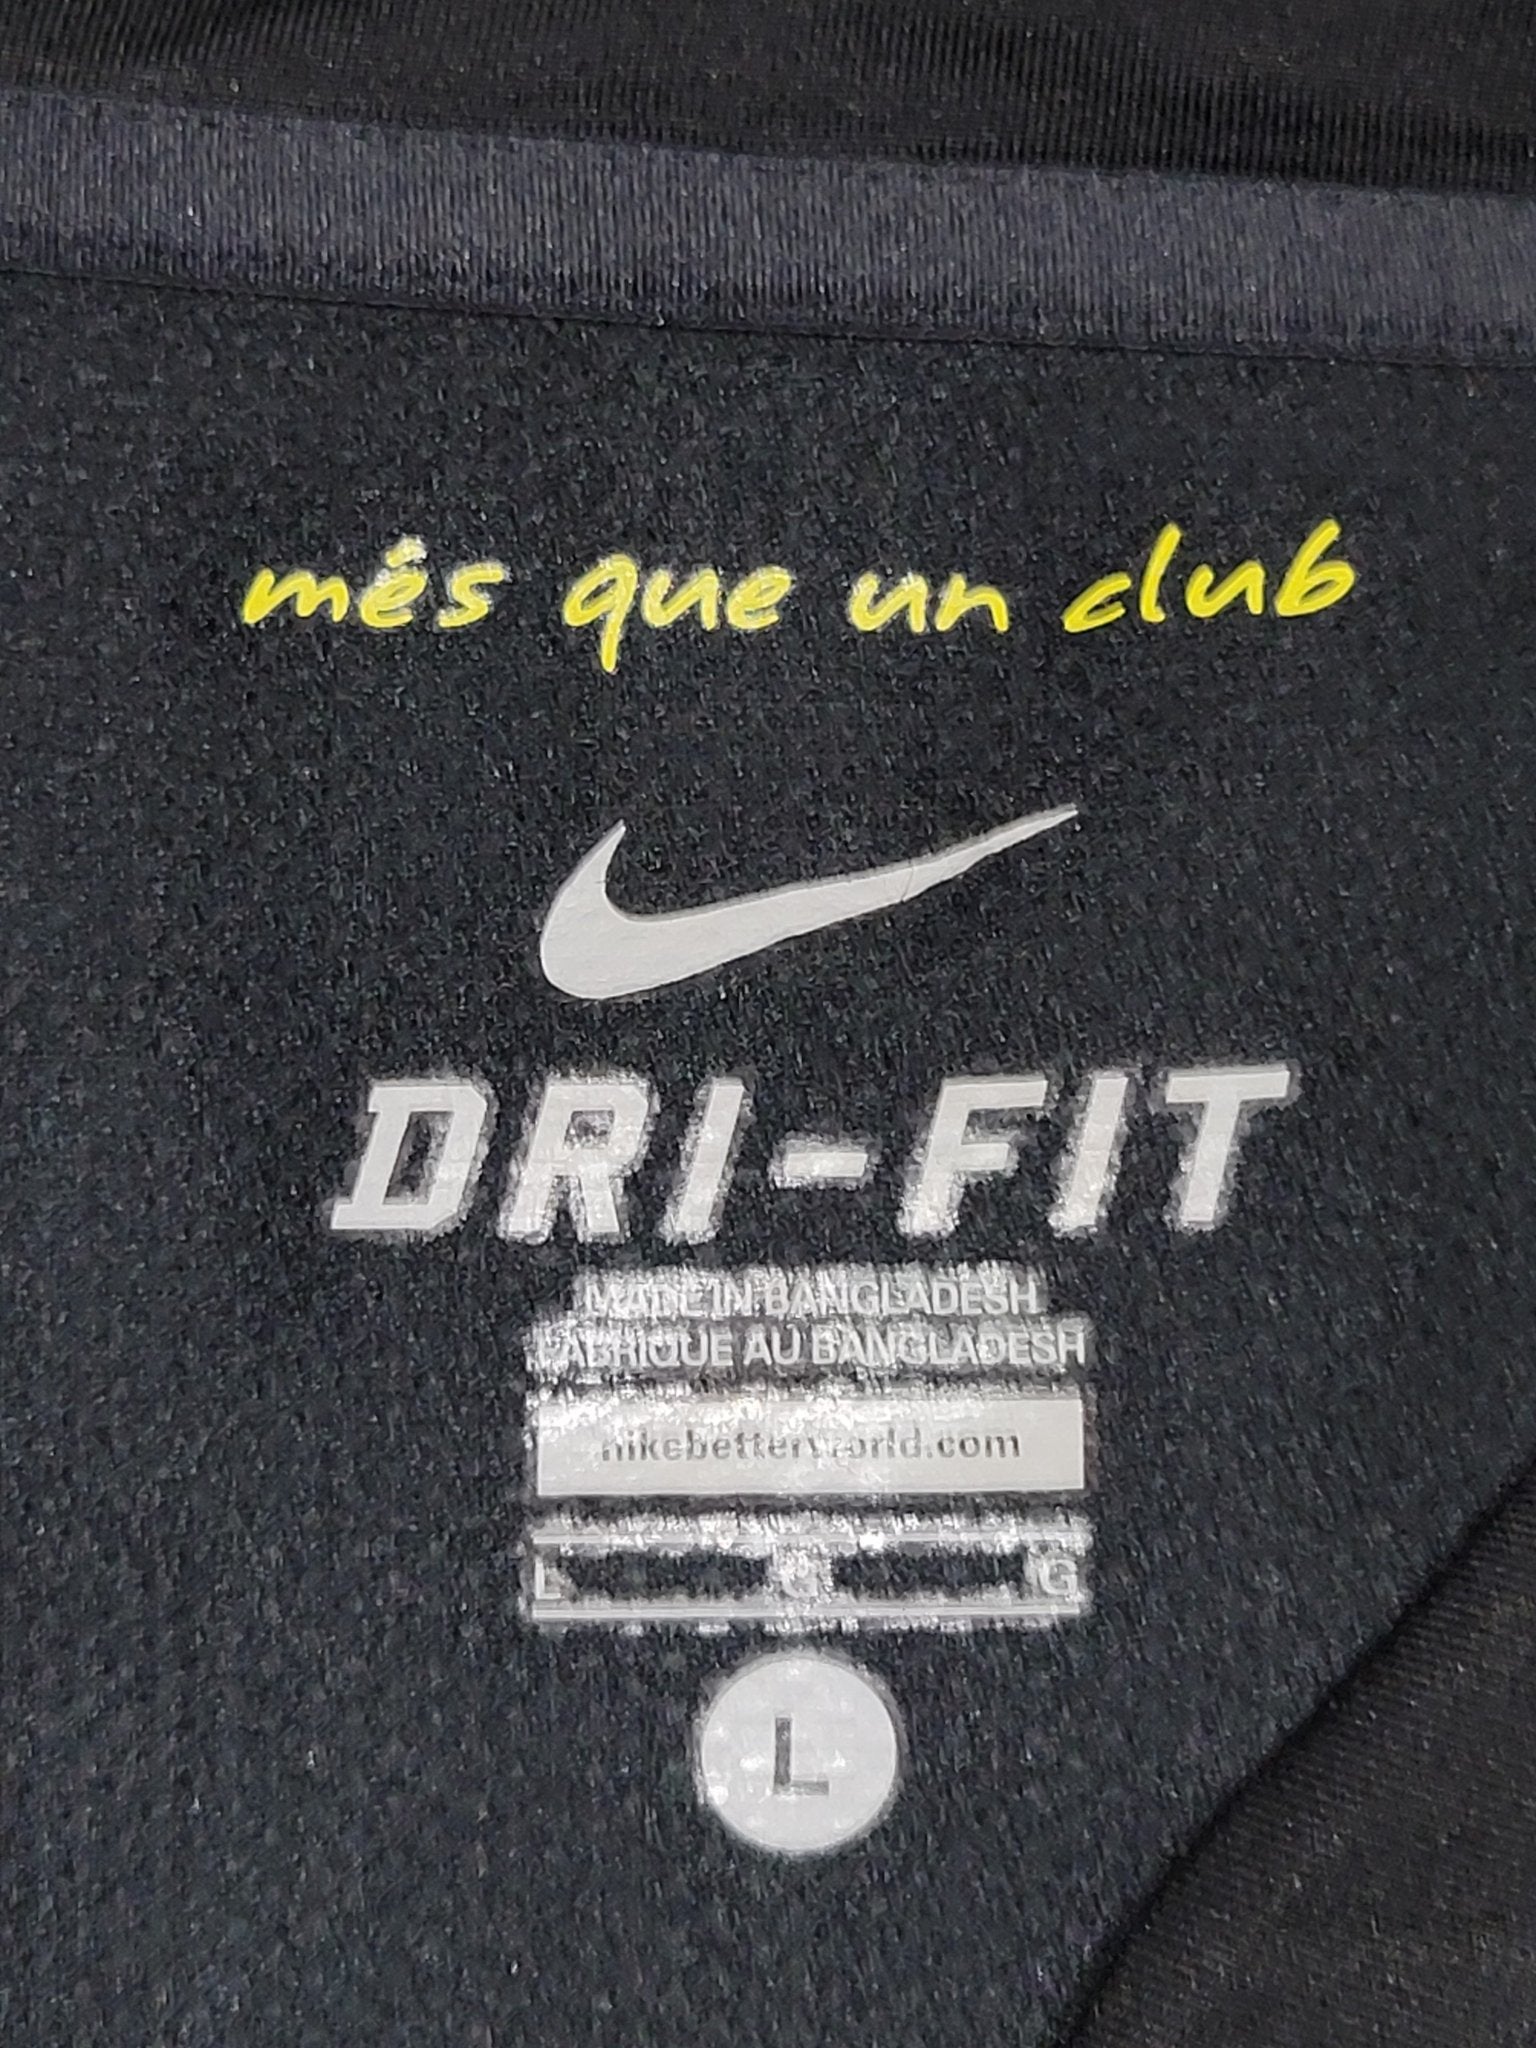 més que un club
DRI-FIT
MADE IN BANGLADESH
FABRIQUE AU BANGLADESH
nikebetterworld.com
L G G
L